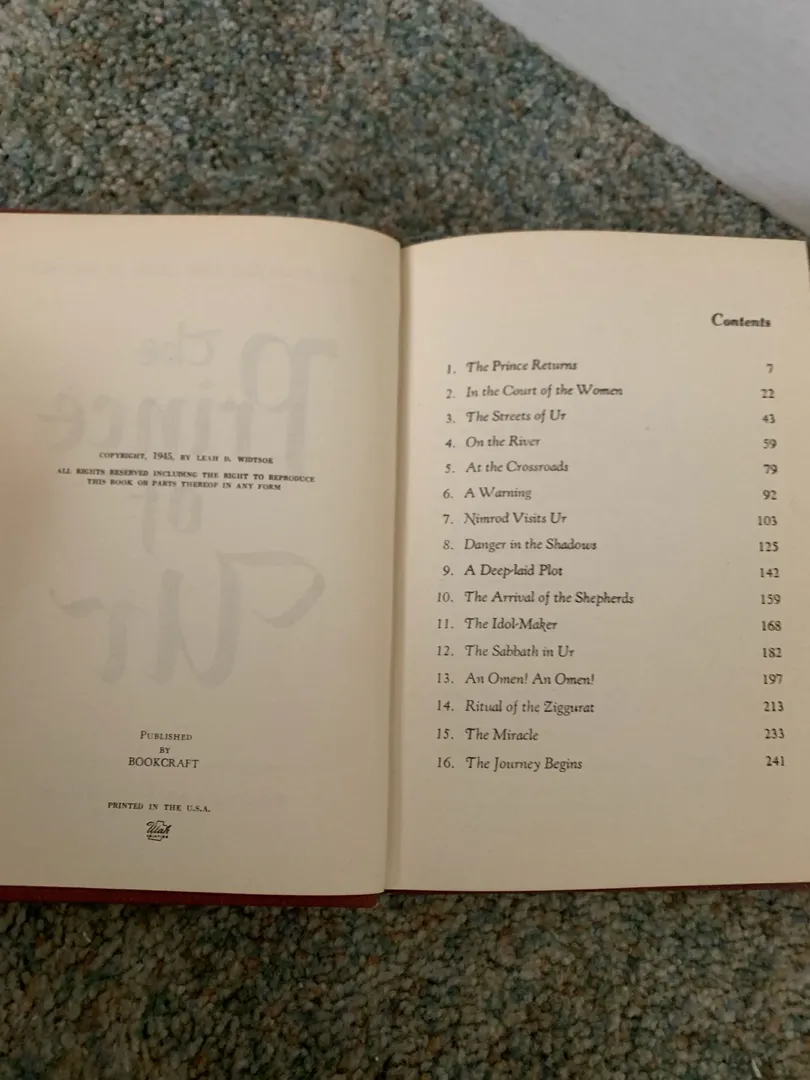 COPYRIGHT, 1945, BY LEAH D. WIDTSOE
ALL RIGHTS RESERVED INCLUDING THE RIGHT TO REPRODUCE
THIS BOOK OR PARTS THEREOF IN ANY FORM
PUBLISHED
BY
BOOKCRAFT
PRINTED IN THE U.S.A.
Utah
PRINTING
Contents
1. The Prince Returns 7
2. In the Court of the Women 22
3. The Streets of Ur 43
4. On the River 59
5. At the Crossroads 79
6. A Warning 92
7. Nimrod Visits Ur 103
8. Danger in the Shadows 125
9. A Deep-laid Plot 142
10. The Arrival of the Shepherds 159
11. The Idol-Maker 168
12. The Sabbath in Ur 182
13. An Omen! An Omen! 197
14. Ritual of the Ziggurat 213
15. The Miracle 233
16. The Journey Begins 241
The
Prince
of
Ur